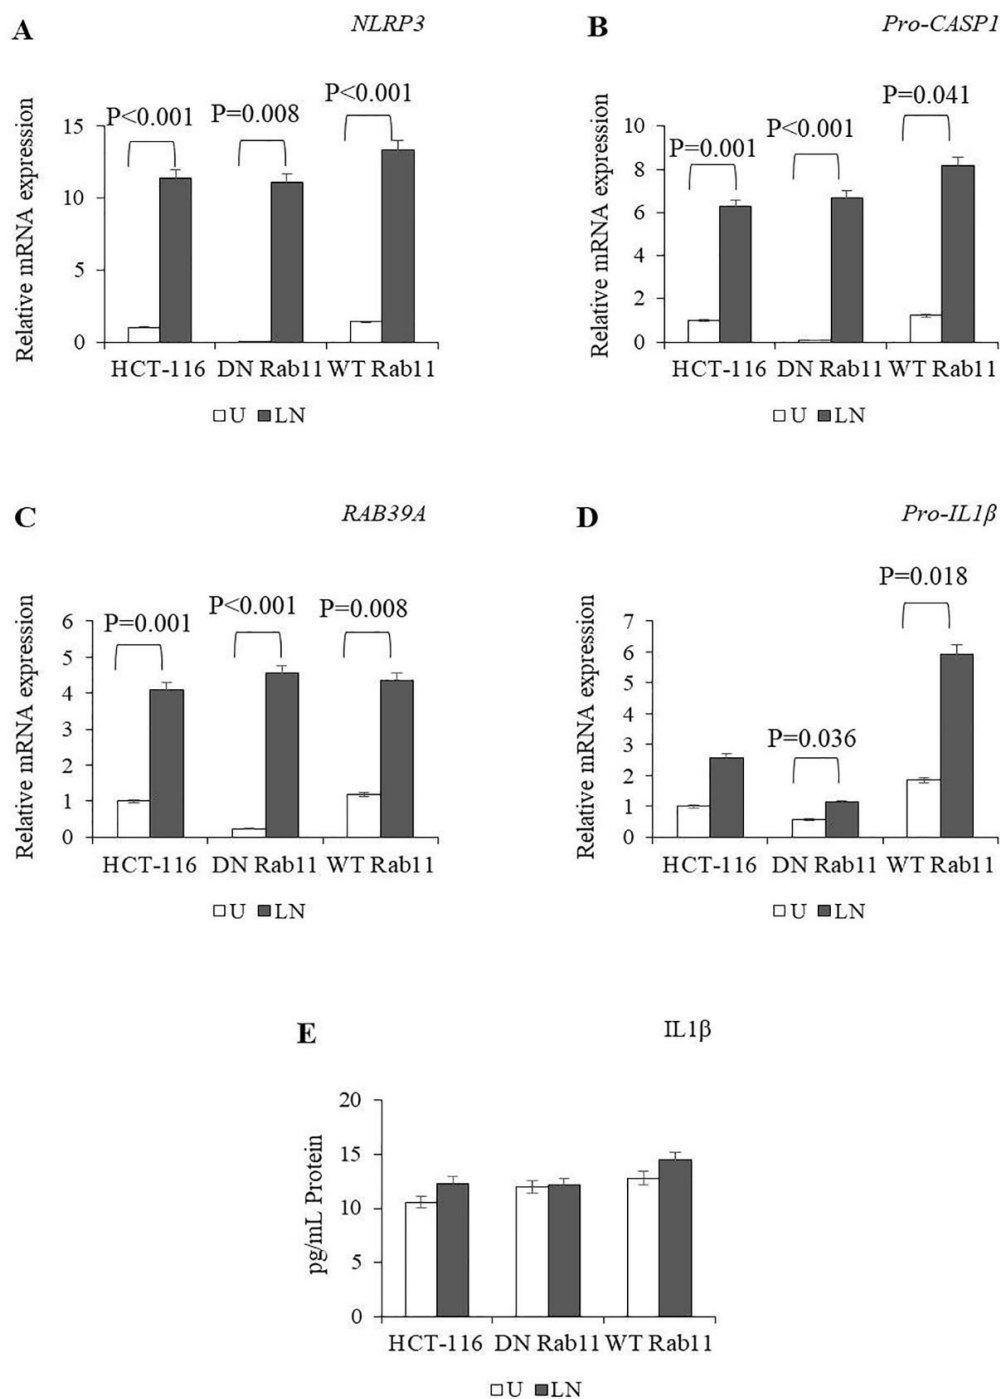 A
NLRP3
P<0.001
P=0.008
P<0.001
Relative mRNA expression
15
10
5
0
HCT-116 DN Rab11 WT Rab11
U LN
B
Pro-CASP1
P=0.001
P<0.001
P=0.041
Relative mRNA expression
10
8
6
4
2
0
HCT-116 DN Rab11 WT Rab11
U LN
C
RAB39A
P=0.001
P<0.001
P=0.008
Relative mRNA expression
6
5
4
3
2
1
0
HCT-116 DN Rab11 WT Rab11
U LN
D
Pro-IL1β
P=0.036
P=0.018
Relative mRNA expression
7
6
5
4
3
2
1
0
HCT-116 DN Rab11 WT Rab11
U LN
E
IL1β
pg/mL Protein
20
15
10
5
0
HCT-116 DN Rab11 WT Rab11
U LN